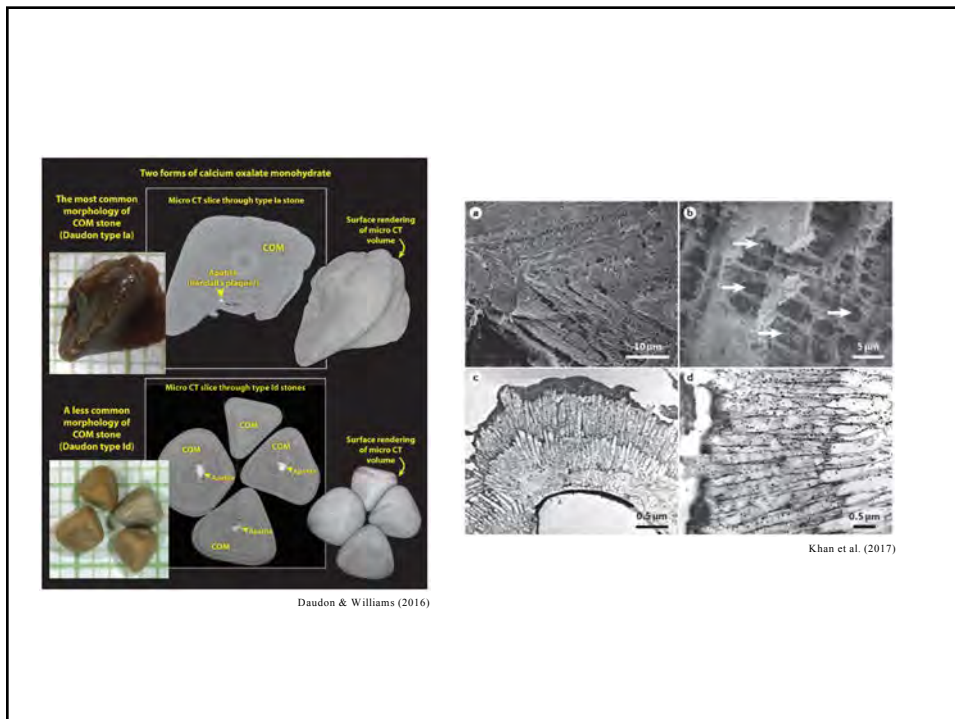 Two forms of calcium oxalate monohydrate
The most common
morphology of
COM stone
(Daudon type Ia)
Micro CT slice through type Ia stone
COM
Apatite
(Randall's plaque)
Surface rendering
of micro CT
volume
A less common
morphology of
COM stone
(Daudon type Id)
Micro CT slice through type Id stones
COM
COM
COM
Apatite
Apatite
COM
Apatite
Surface rendering
of micro CT
volume
Daudon & Williams (2016)
a
10 µm
b
5 µm
c
0.5 µm
d
0.5 µm
Khan et al. (2017)